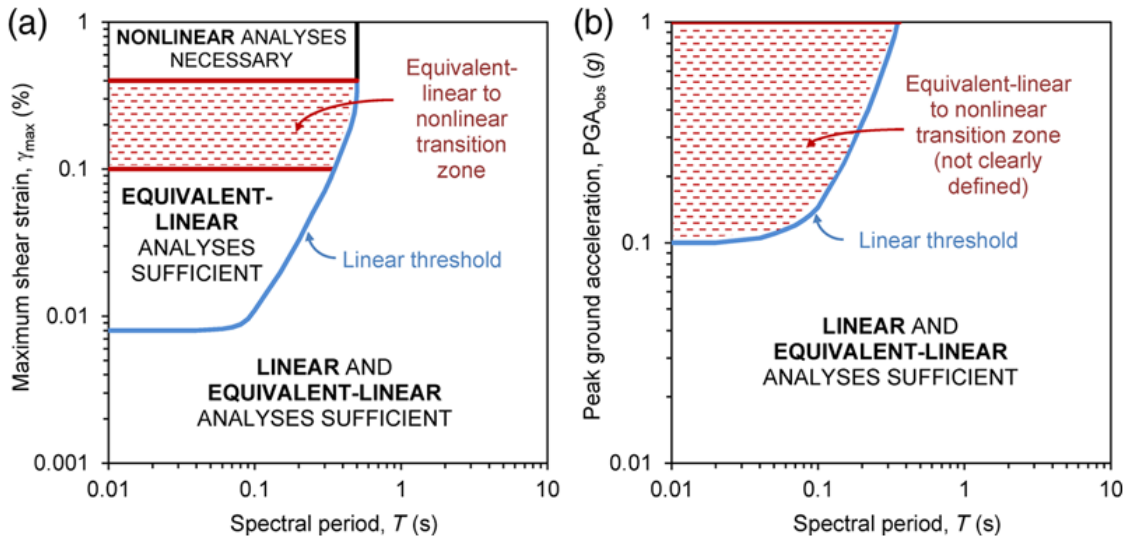 (a)
1
0.1
0.01
0.001
Maximum shear strain, γmax (%)
NONLINEAR ANALYSES
NECESSARY
Equivalent-
linear to
nonlinear
transition
zone
EQUIVALENT-
LINEAR
ANALYSES
SUFFICIENT
Linear threshold
LINEAR AND
EQUIVALENT-LINEAR
ANALYSES SUFFICIENT
0.01 0.1 1 10
Spectral period, T (s)
(b)
1
0.1
0.01
Peak ground acceleration, PGAobs (g)
Equivalent-linear
to nonlinear
transition zone
(not clearly
defined)
Linear threshold
LINEAR AND
EQUIVALENT-LINEAR
ANALYSES SUFFICIENT
0.01 0.1 1 10
Spectral period, T (s)